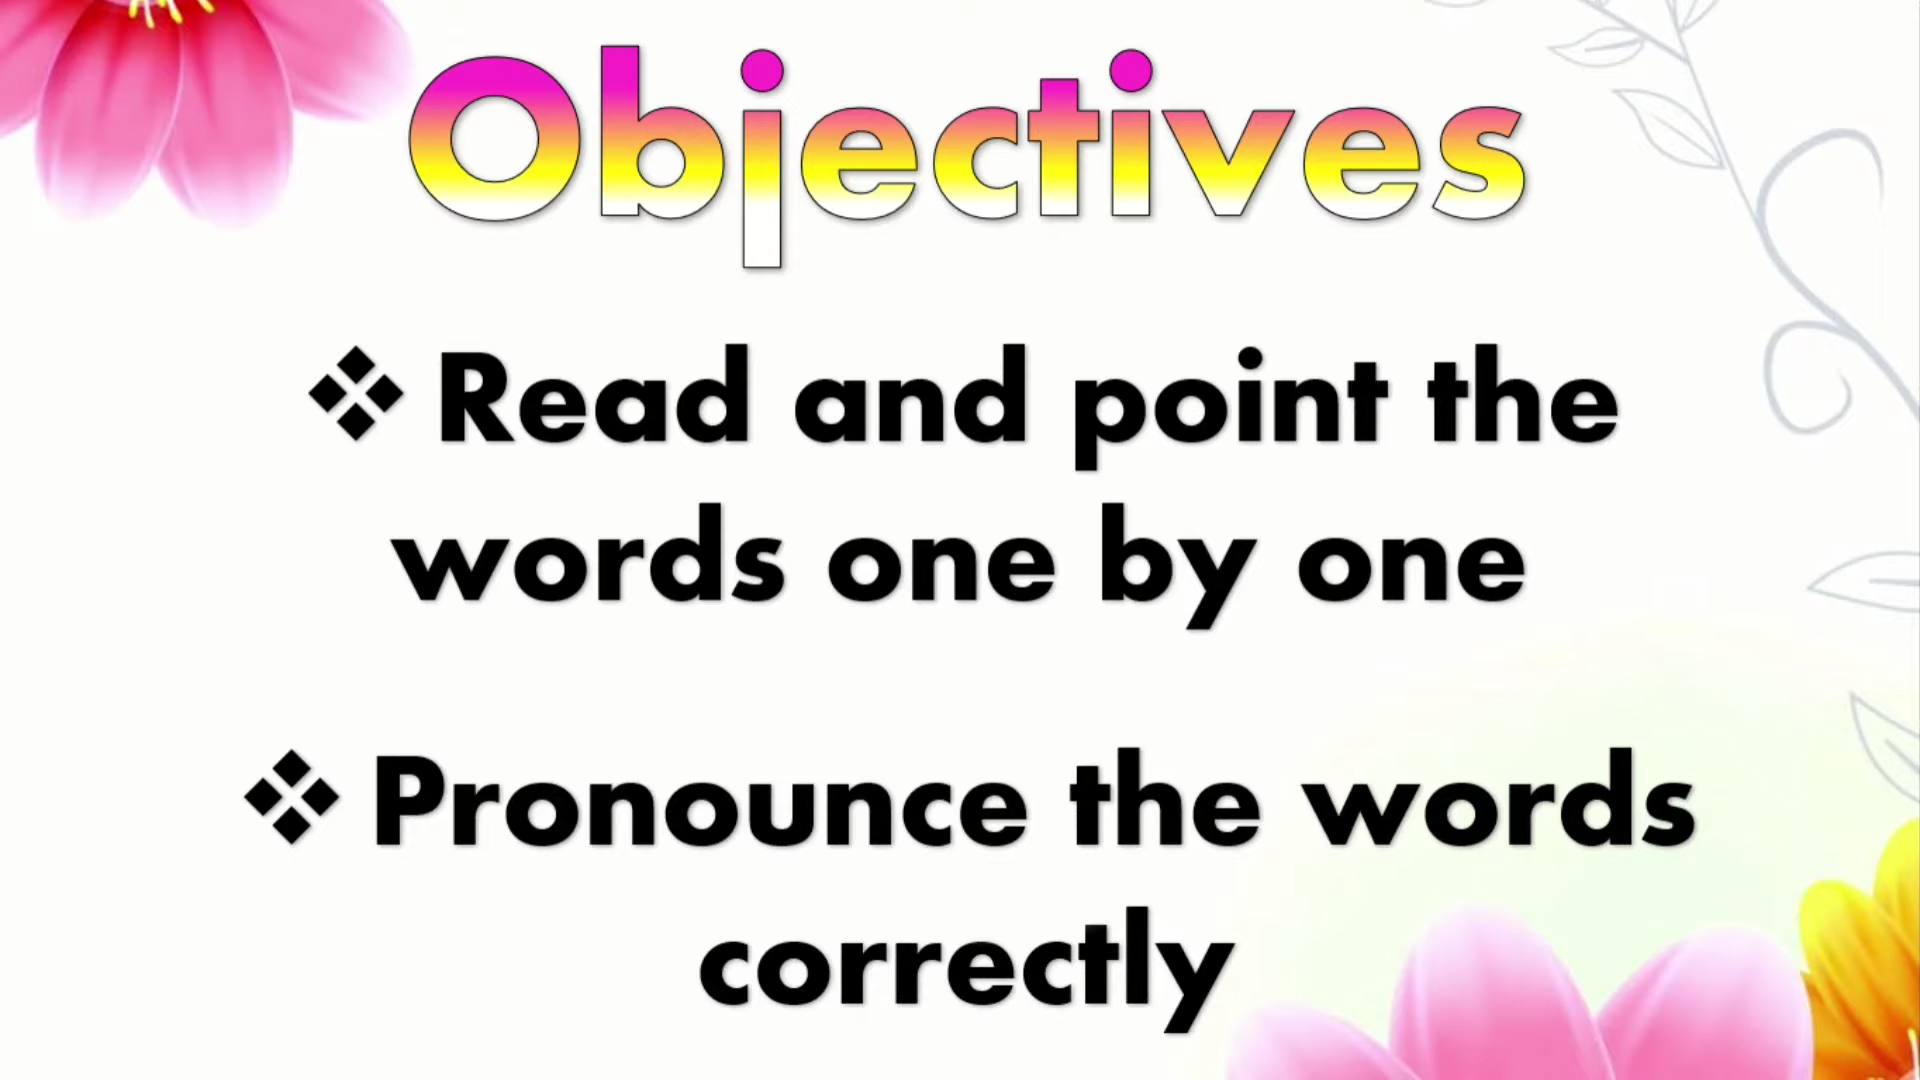 Objectives
❖ Read and point the
words one by one
❖ Pronounce the words
correctly